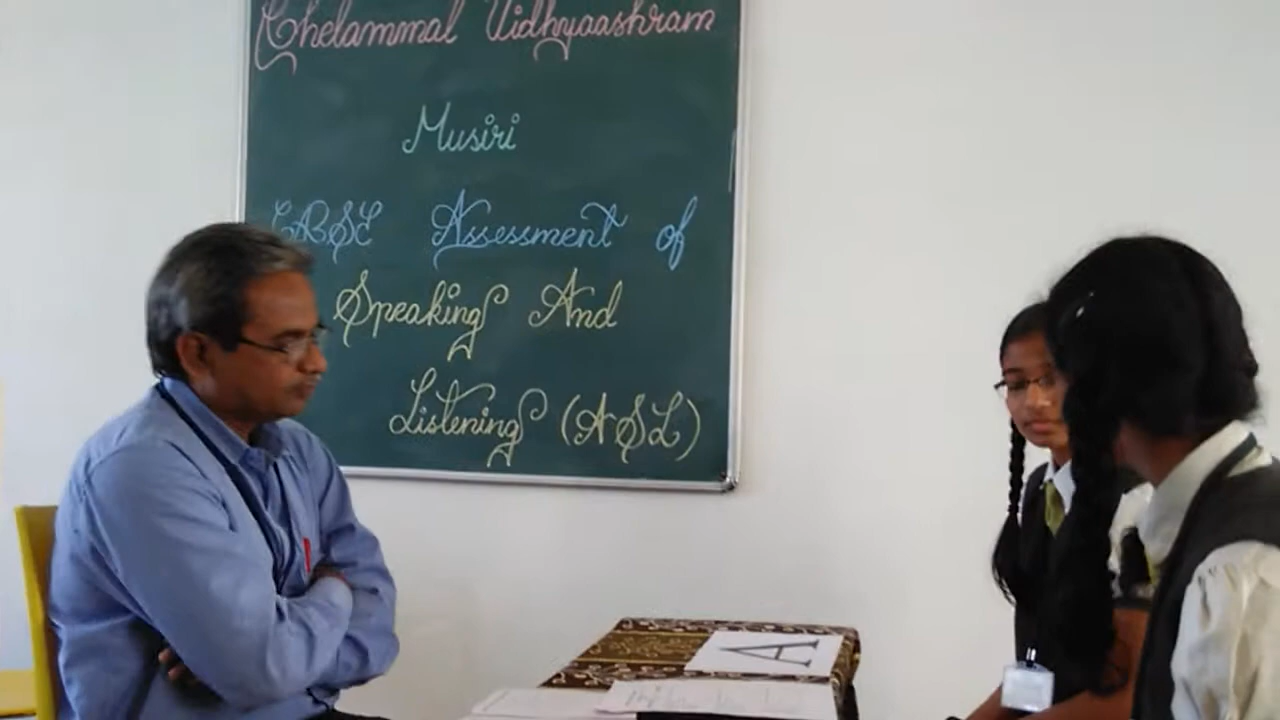 Chelammal Vidhyaashram
Musiri
CBSE Assessment of
Speaking And
Listening (ASL)
A